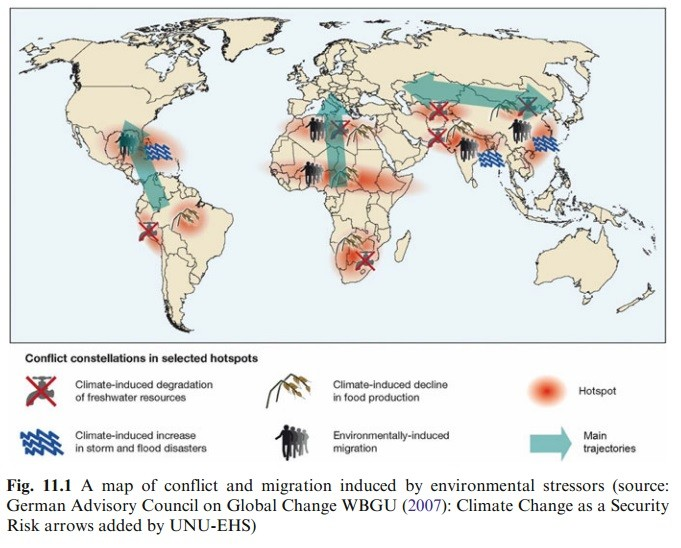 Conflict constellations in selected hotspots
Climate-induced degradation
of freshwater resources
Climate-induced decline
in food production
Hotspot
Climate-induced increase
in storm and flood disasters
Environmentally-induced
migration
Main
trajectories
Fig. 11.1 A map of conflict and migration induced by environmental stressors (source:
German Advisory Council on Global Change WBGU (2007): Climate Change as a Security
Risk arrows added by UNU-EHS)